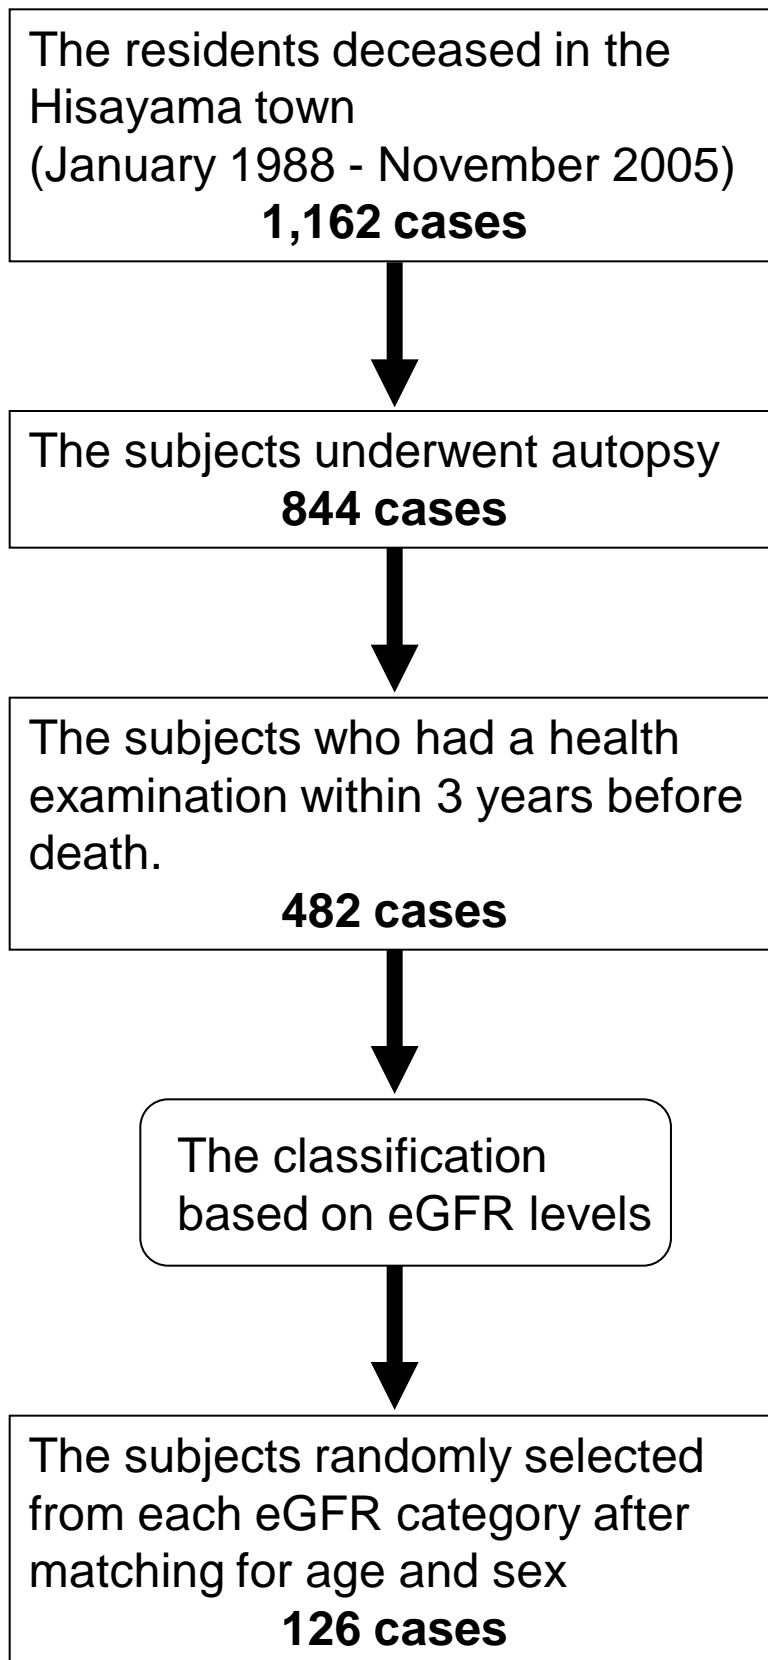 The residents deceased in the
Hisayama town
(January 1988 - November 2005)
1,162 cases
The subjects underwent autopsy
844 cases
The subjects who had a health
examination within 3 years before
death.
482 cases
The classification
based on eGFR levels
The subjects randomly selected
from each eGFR category after
matching for age and sex
126 cases